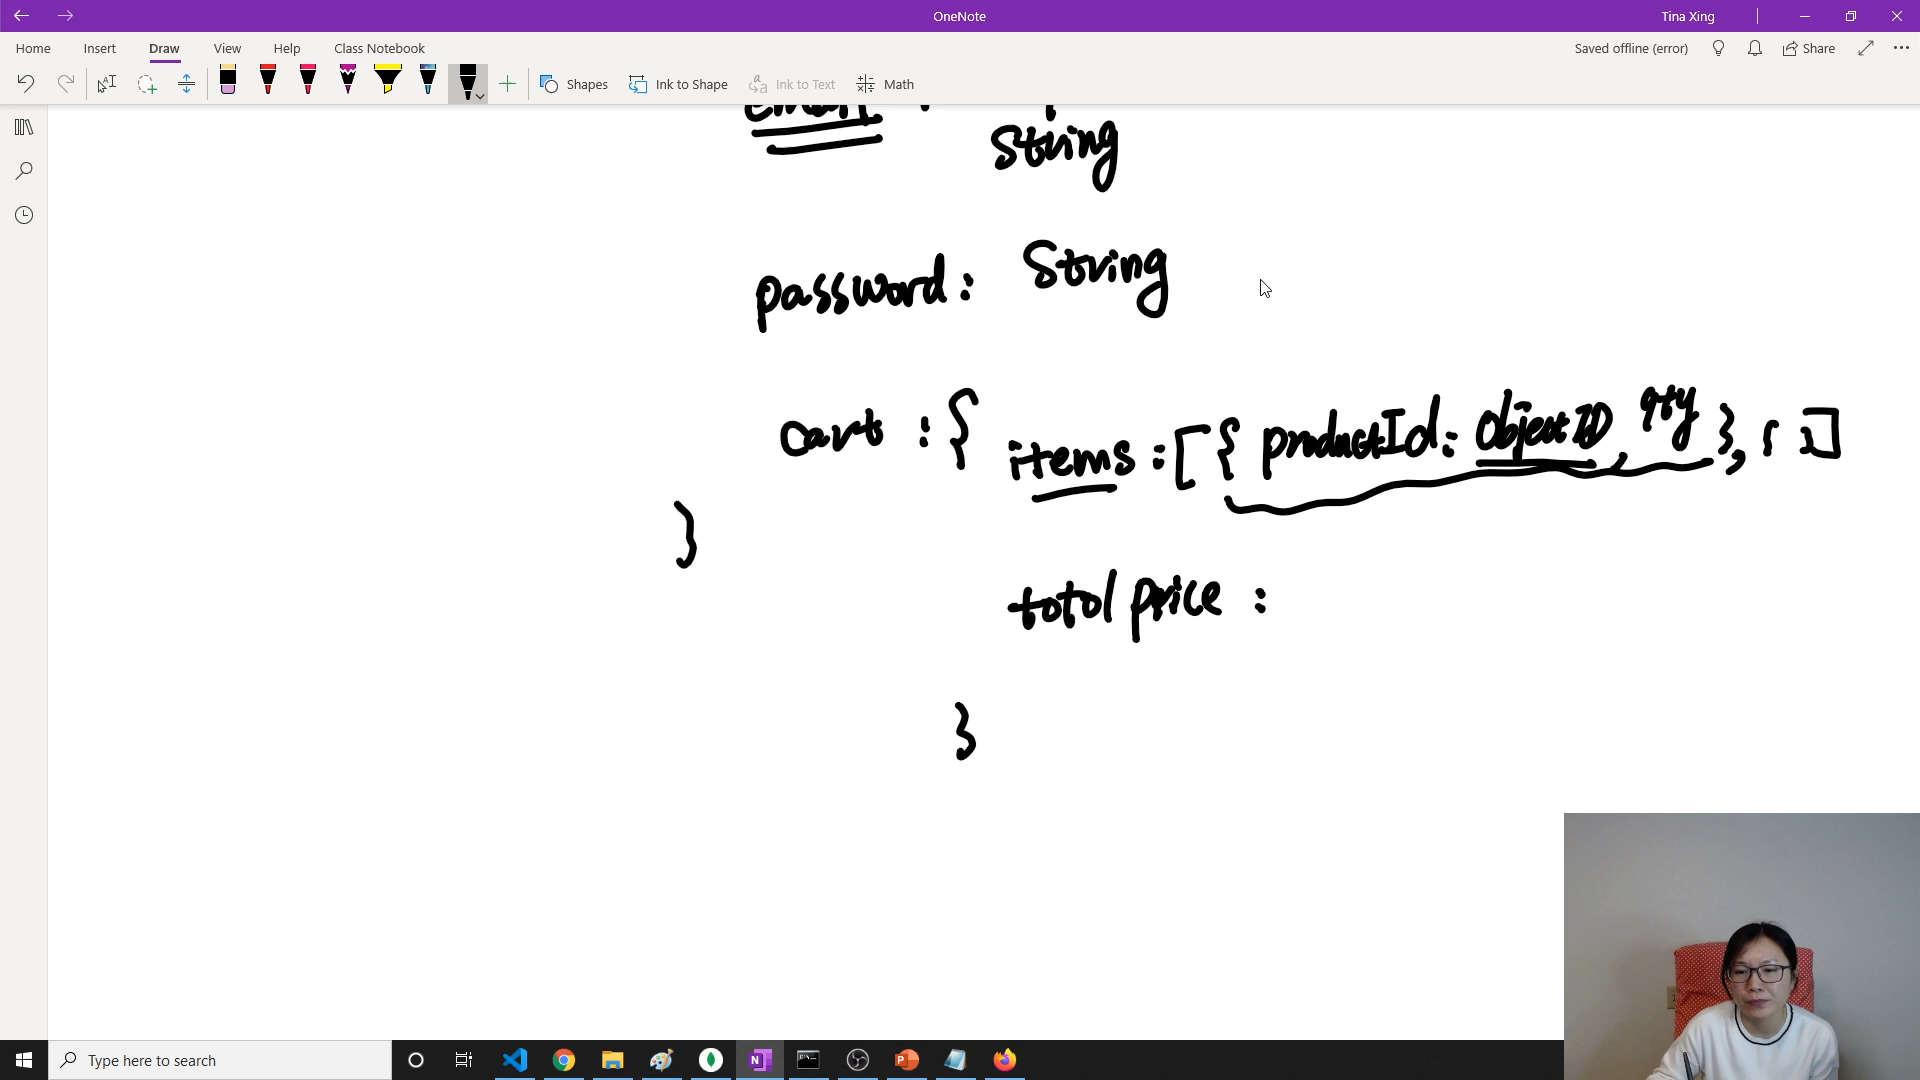 OneNote
Tina Xing
Home Insert Draw View Help Class Notebook
Saved offline (error) Share
Shapes Ink to Shape Ink to Text Math
email :
String
password: String
cart : {
items : [ { productId: objectID, qty }, { }]
}
total price :
}
Type here to search